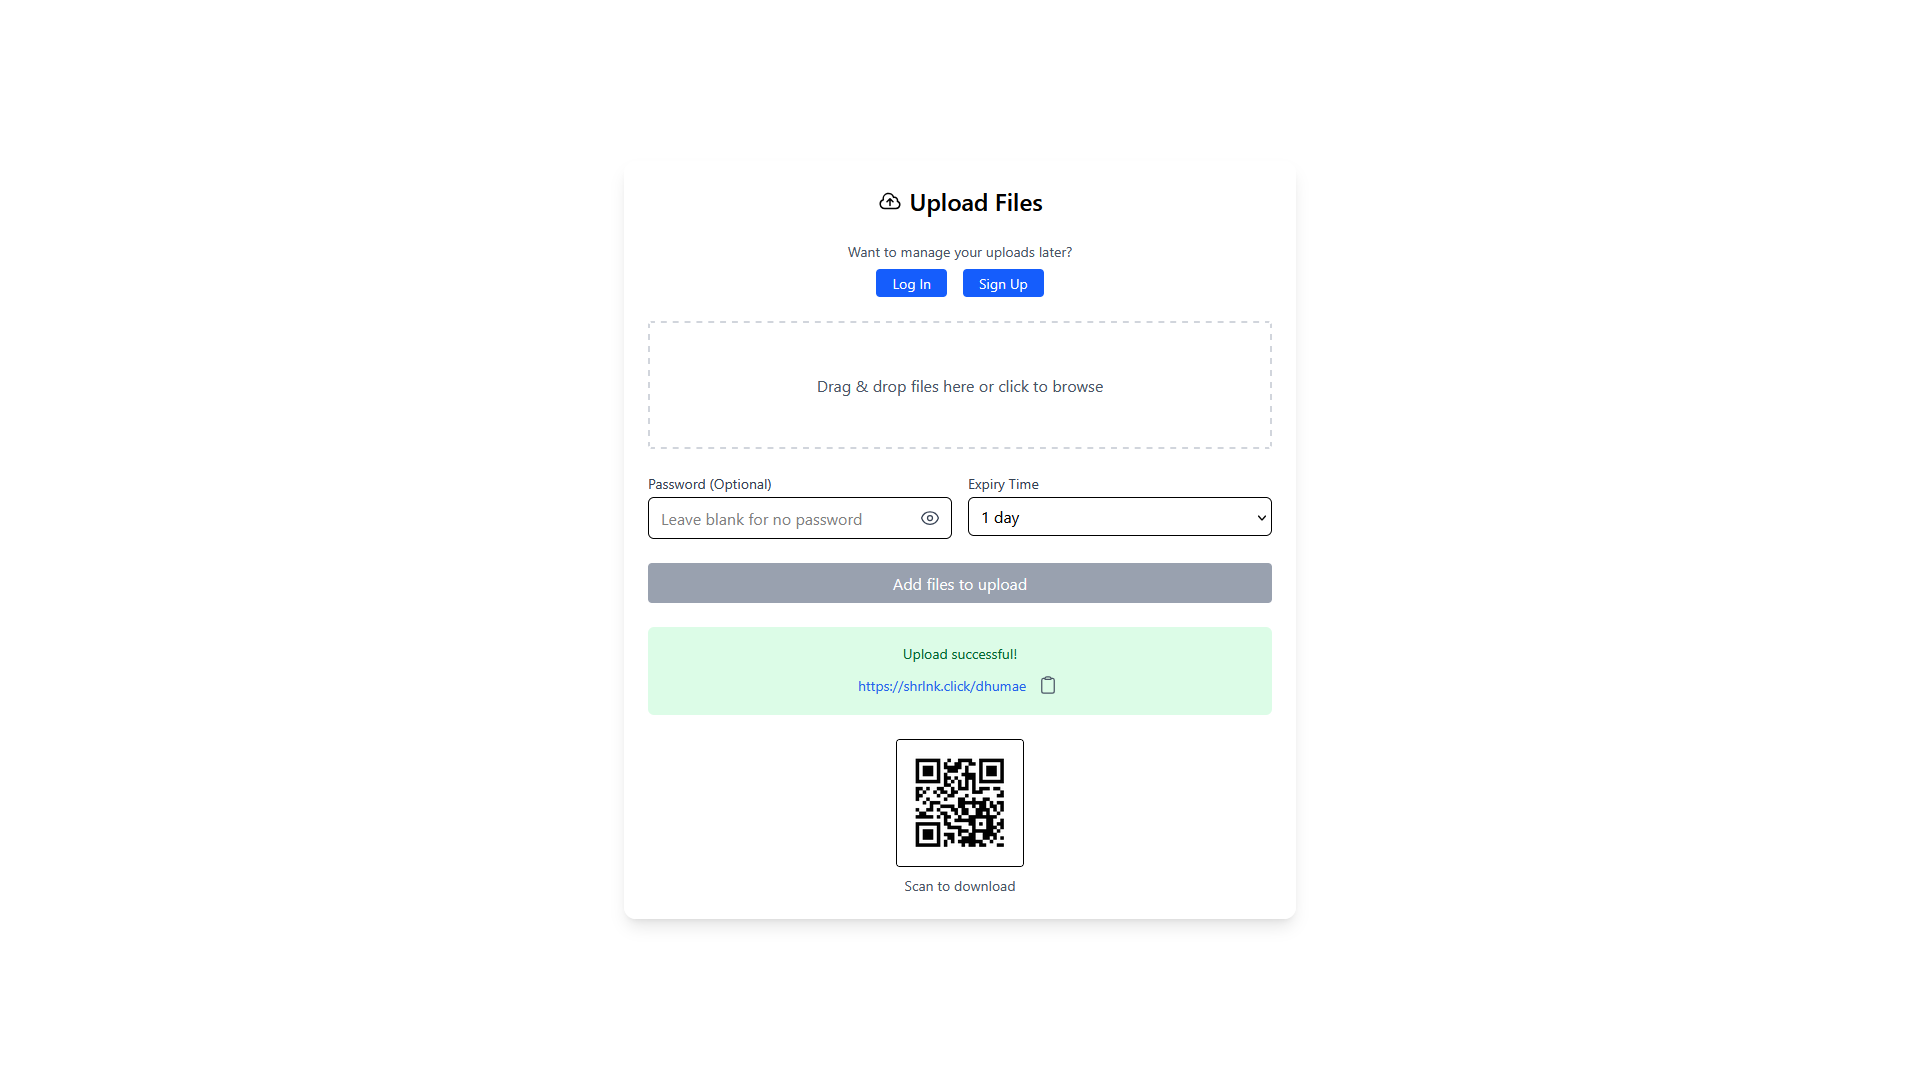 Upload Files
Want to manage your uploads later?
Log In Sign Up
Drag & drop files here or click to browse
Password (Optional) Expiry Time
Leave blank for no password 1 day
Add files to upload
Upload successful!
https://shrlnk.click/dhumae
Scan to download